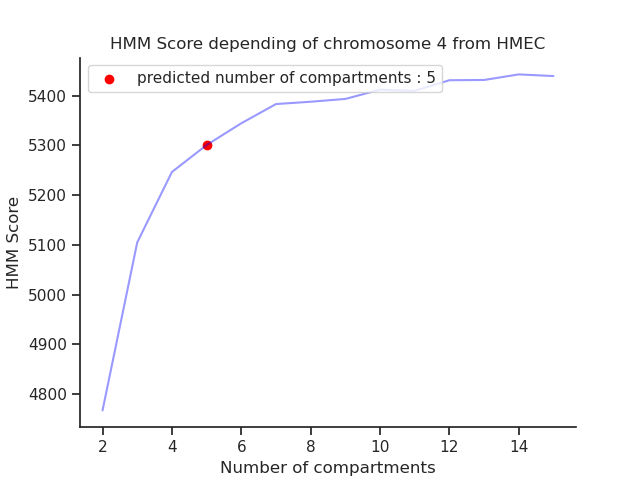 HMM Score depending of chromosome 4 from HMEC
predicted number of compartments : 5
5400
5300
5200
5100
5000
4900
4800
HMM Score
2 4 6 8 10 12 14
Number of compartments